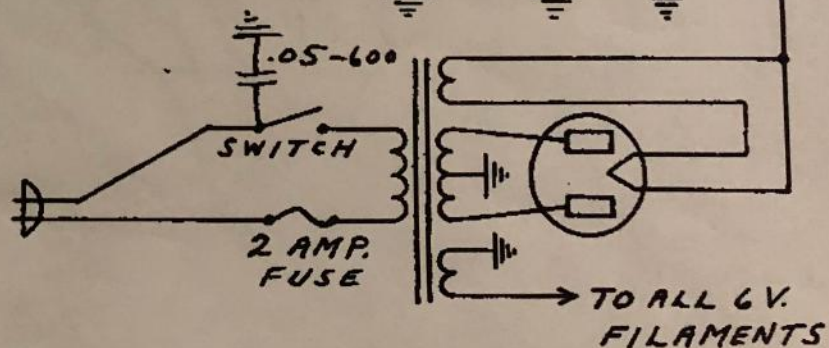 .05-600
SWITCH
2 AMP.
FUSE
TO ALL 6 V.
FILAMENTS